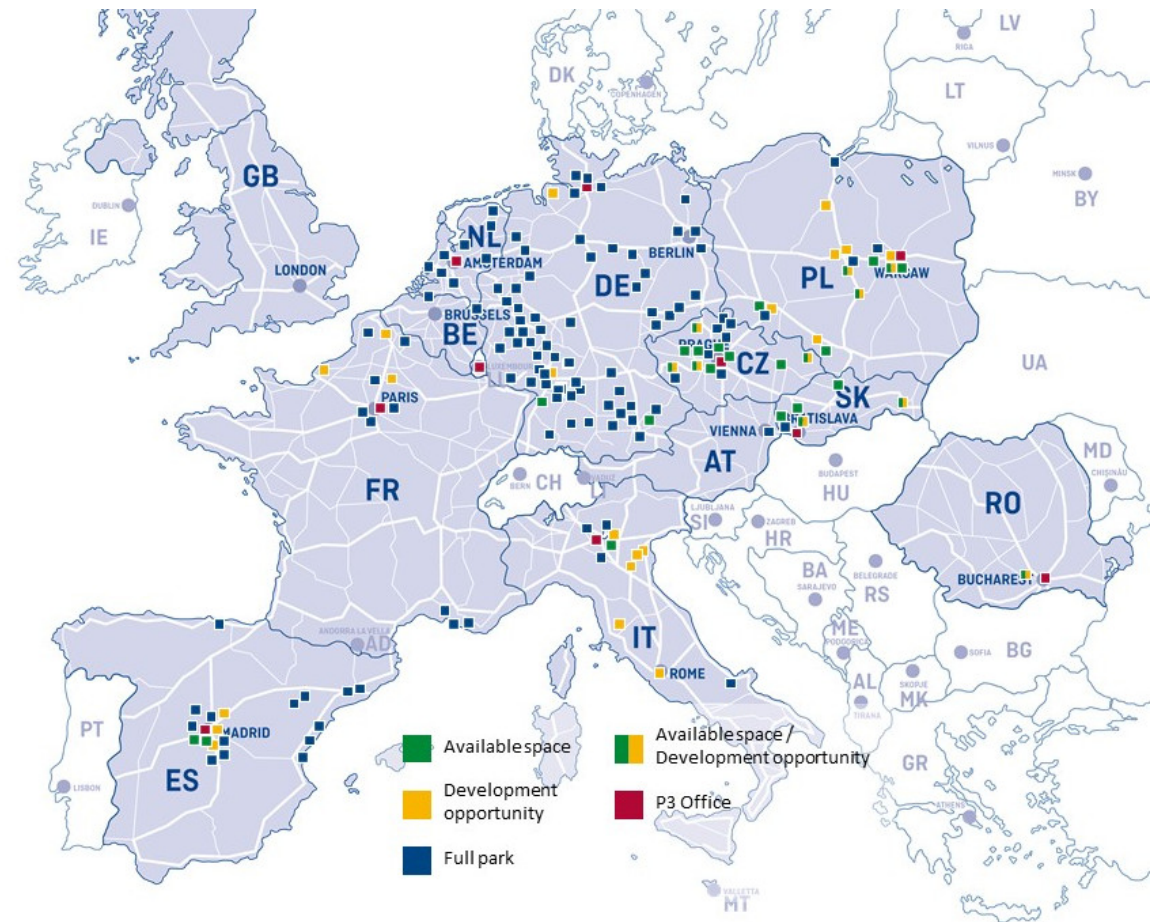 LV
RIGA
DK
COPENHAGEN
LT
VILNUS
MINSK
BY
GB
DUBLIN
IE
NL
AMSTERDAM
BERLIN
LONDON
DE
PL
WARSAW
BRUSSELS
BE
PRAGUE
CZ
UA
LUXEMBOURG
PARIS
SK
BRATISLAVA
VIENNA
AT
MD
CHIȘINĂU
BUDAPEST
HU
BERN
CH
VADUZ
LI
FR
RO
LJUBLJANA
SI
ZAGREB
HR
BELEGRADE
RS
BUCHAREST
BA
SARAJEVO
ANDORRA LA VELLA
AD
IT
ME
PODGORICA
SOFIA
BG
ROME
SKOPJE
MK
AL
TIRANA
PT
MADRID
LISBON
ES
GR
ATHENS
Available space
Available space /
Development opportunity
Development
opportunity
P3 Office
Full park
VALLETTA
MT